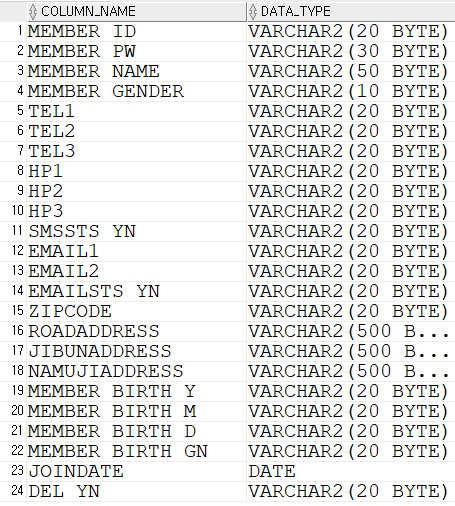 COLUMN_NAME DATA_TYPE
1 MEMBER ID VARCHAR2(20 BYTE)
2 MEMBER PW VARCHAR2(30 BYTE)
3 MEMBER NAME VARCHAR2(50 BYTE)
4 MEMBER GENDER VARCHAR2(10 BYTE)
5 TEL1 VARCHAR2(20 BYTE)
6 TEL2 VARCHAR2(20 BYTE)
7 TEL3 VARCHAR2(20 BYTE)
8 HP1 VARCHAR2(20 BYTE)
9 HP2 VARCHAR2(20 BYTE)
10 HP3 VARCHAR2(20 BYTE)
11 SMSSTS YN VARCHAR2(20 BYTE)
12 EMAIL1 VARCHAR2(20 BYTE)
13 EMAIL2 VARCHAR2(20 BYTE)
14 EMAILSTS YN VARCHAR2(20 BYTE)
15 ZIPCODE VARCHAR2(20 BYTE)
16 ROADADDRESS VARCHAR2(500 B...
17 JIBUNADDRESS VARCHAR2(500 B...
18 NAMUJIADDRESS VARCHAR2(500 B...
19 MEMBER BIRTH Y VARCHAR2(20 BYTE)
20 MEMBER BIRTH M VARCHAR2(20 BYTE)
21 MEMBER BIRTH D VARCHAR2(20 BYTE)
22 MEMBER BIRTH GN VARCHAR2(20 BYTE)
23 JOINDATE DATE
24 DEL YN VARCHAR2(20 BYTE)